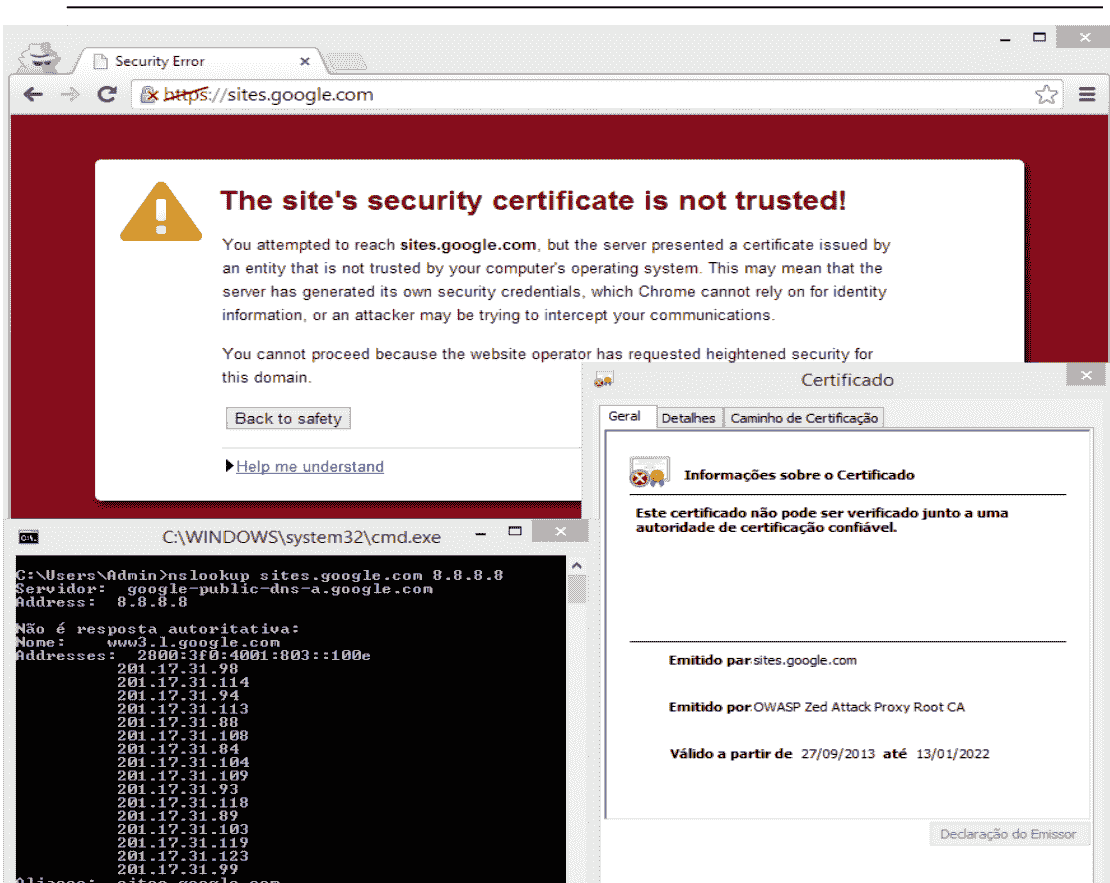 Security Error
https://sites.google.com
The site's security certificate is not trusted!
You attempted to reach sites.google.com, but the server presented a certificate issued by
an entity that is not trusted by your computer's operating system. This may mean that the
server has generated its own security credentials, which Chrome cannot rely on for identity
information, or an attacker may be trying to intercept your communications.
You cannot proceed because the website operator has requested heightened security for
this domain.
Back to safety
Help me understand
C:\WINDOWS\system32\cmd.exe
C:\Users\Admin>nslookup sites.google.com 8.8.8.8
Servidor: google-public-dns-a.google.com
Address: 8.8.8.8
Não é resposta autoritativa:
Nome: www3.l.google.com
Addresses: 2800:3f0:4001:803::100e
201.17.31.98
201.17.31.114
201.17.31.94
201.17.31.113
201.17.31.88
201.17.31.108
201.17.31.84
201.17.31.104
201.17.31.109
201.17.31.93
201.17.31.118
201.17.31.89
201.17.31.103
201.17.31.119
201.17.31.123
201.17.31.99
Aliases: sites.google.com
Certificado
Geral Detalhes Caminho de Certificação
Informações sobre o Certificado
Este certificado não pode ser verificado junto a uma
autoridade de certificação confiável.
Emitido par sites.google.com
Emitido por OWASP Zed Attack Proxy Root CA
Válido a partir de 27/09/2013 até 13/01/2022
Declaração do Emissor